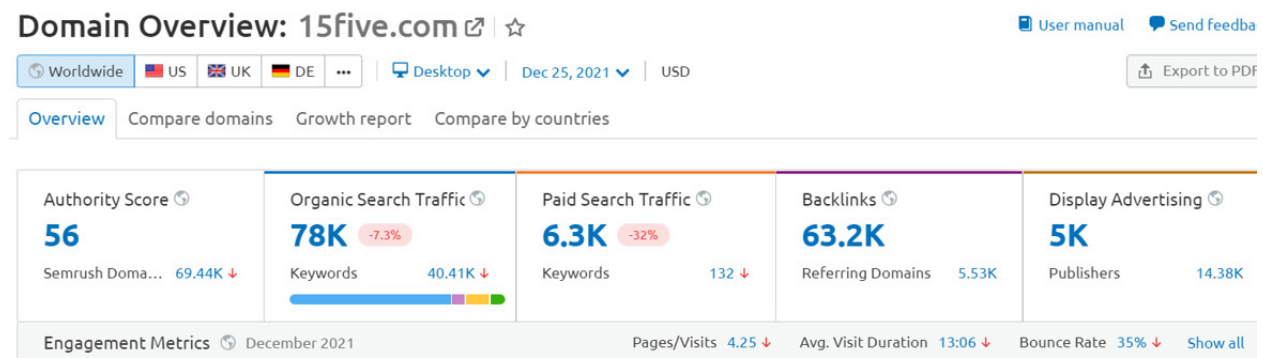 Domain Overview: 15five.com
User manual Send feedba
Worldwide US UK DE ... Desktop Dec 25, 2021 USD Export to PDF
Overview Compare domains Growth report Compare by countries
Authority Score Organic Search Traffic Paid Search Traffic Backlinks Display Advertising
56 78K -7.3% 6.3K -32% 63.2K 5K
Semrush Doma... 69.44K ↓ Keywords 40.41K ↓ Keywords 132 ↓ Referring Domains 5.53K Publishers 14.38K
Engagement Metrics December 2021 Pages/Visits 4.25 ↓ Avg. Visit Duration 13:06 ↓ Bounce Rate 35% ↓ Show all